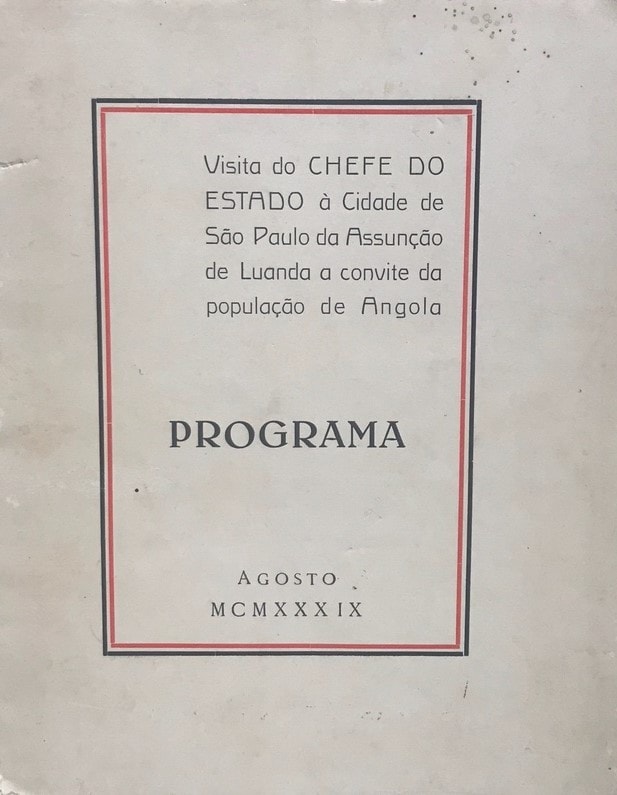 Visita do CHEFE DO
ESTADO à Cidade de
São Paulo da Assunção
de Luanda a convite da
população de Angola
PROGRAMA
AGOSTO
MCMXXXIX